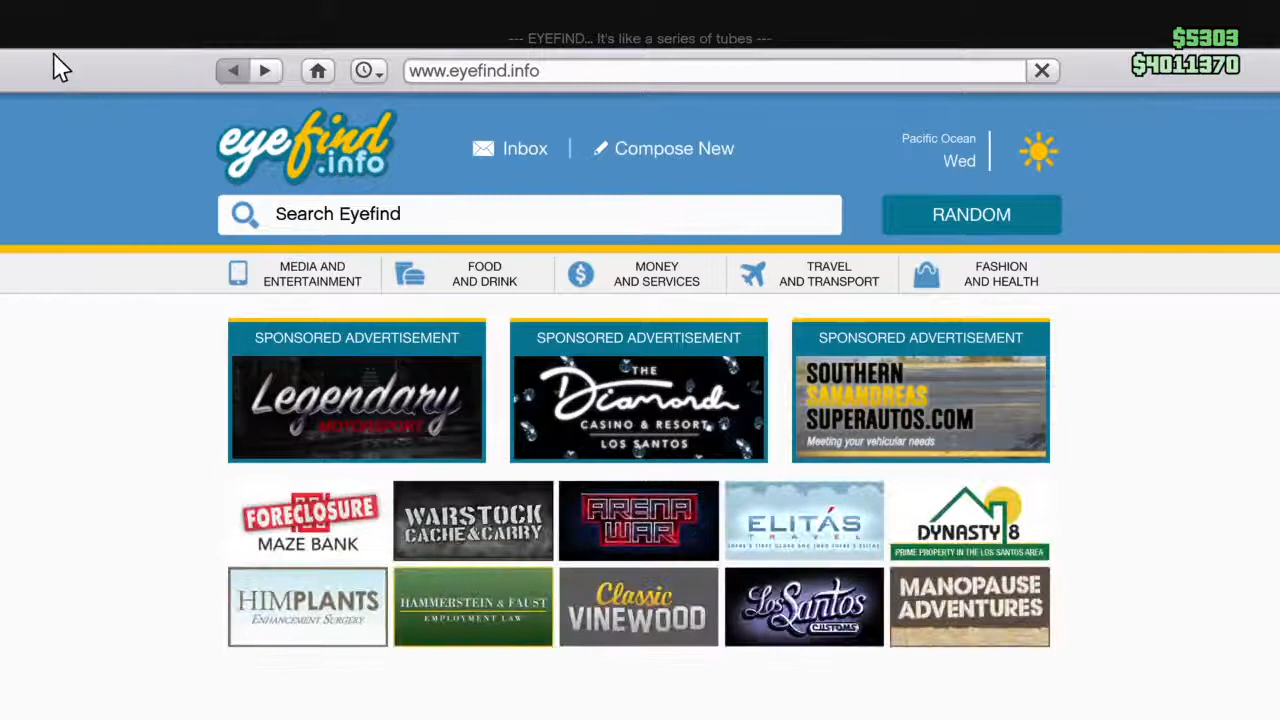 --- EYEFIND... It's like a series of tubes ---
$5303
$4011370
www.eyefind.info
eyefind
.info
Inbox
Compose New
Pacific Ocean
Wed
Search Eyefind
RANDOM
MEDIA AND
ENTERTAINMENT
FOOD
AND DRINK
MONEY
AND SERVICES
TRAVEL
AND TRANSPORT
FASHION
AND HEALTH
SPONSORED ADVERTISEMENT
Legendary
MOTORSPORT
SPONSORED ADVERTISEMENT
THE
Diamond
CASINO & RESORT
LOS SANTOS
SPONSORED ADVERTISEMENT
SOUTHERN
SANANDREAS
SUPERAUTOS.COM
Meeting your vehicular needs
FORECLOSURE
MAZE BANK
WARSTOCK
CACHE & CARRY
ARENA
WAR
ELITÁS
TRAVEL
DYNASTY 8
PRIME PROPERTY IN THE LOS SANTOS AREA
HIMPLANTS
ENHANCEMENT SURGERY
HAMMERSTEIN & FAUST
EMPLOYMENT LAW
Classic
VINEWOOD
Los Santos
CUSTOMS
MANOPAUSE
ADVENTURES